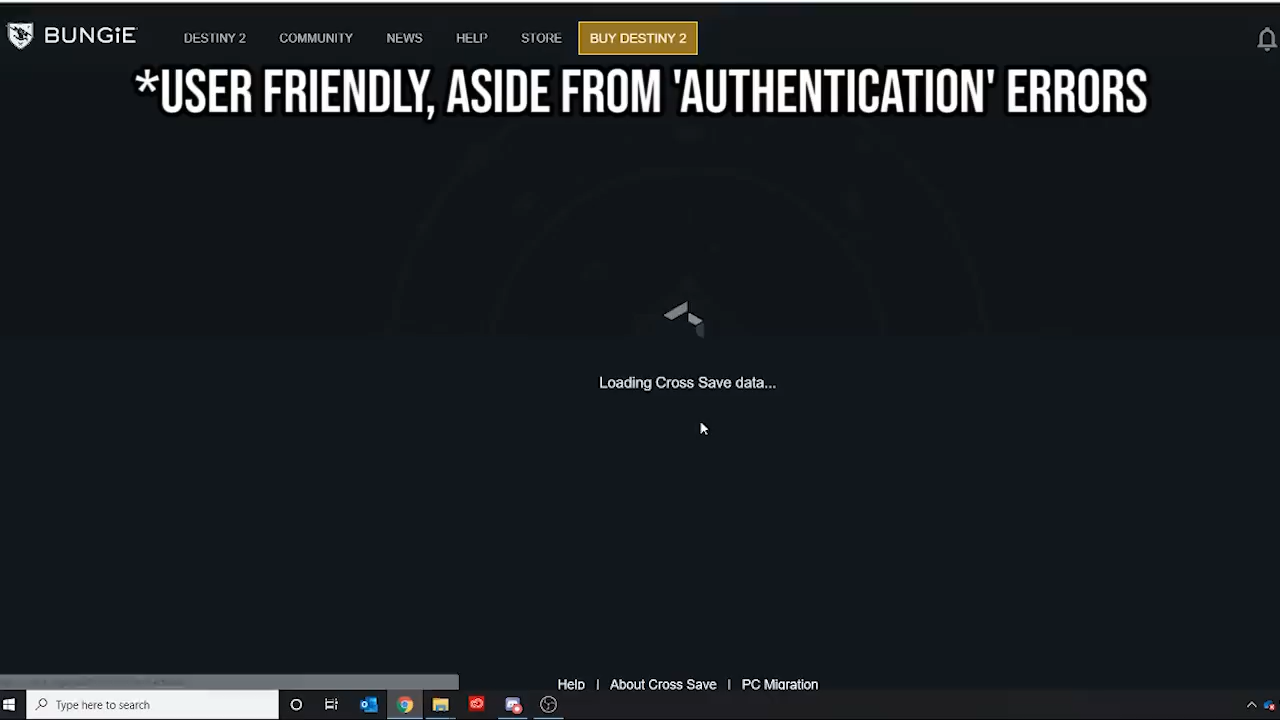 BUNGiE
DESTINY 2 COMMUNITY NEWS HELP STORE BUY DESTINY 2
*USER FRIENDLY, ASIDE FROM 'AUTHENTICATION' ERRORS
Loading Cross Save data...
Help | About Cross Save | PC Migration
Type here to search